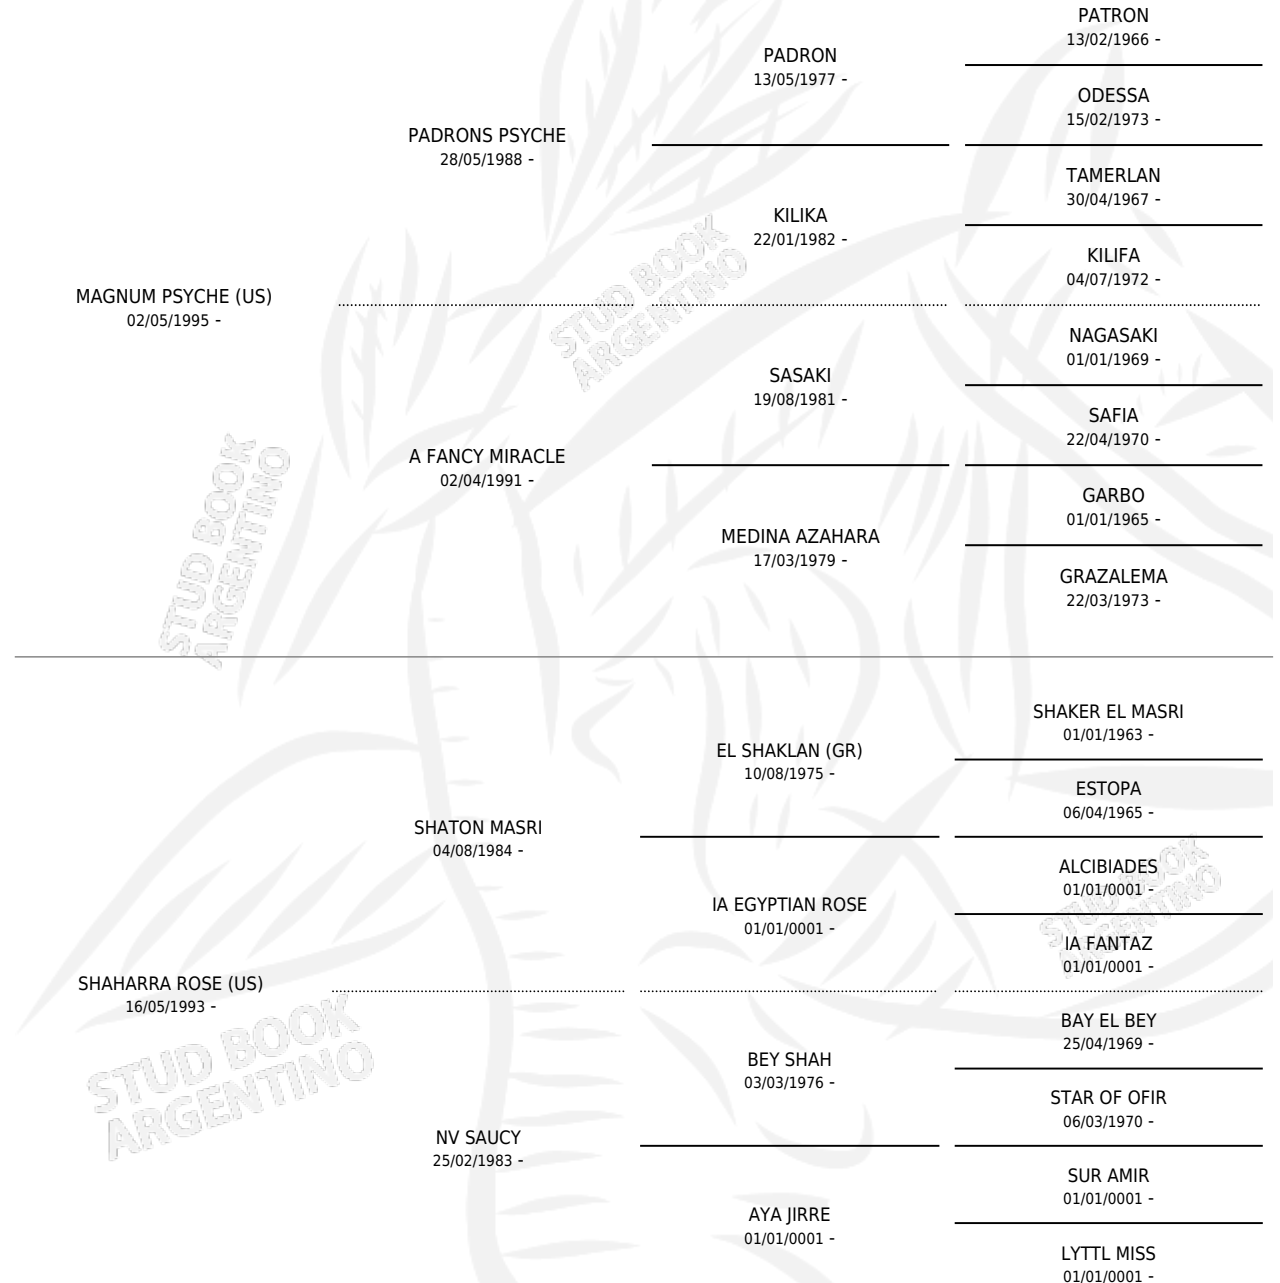 PATRON
13/02/1966 -
PADRON
13/05/1977 -
ODESSA
15/02/1973 -
PADRONS PSYCHE
28/05/1988 -
TAMERLAN
30/04/1967 -
KILIKA
22/01/1982 -
KILIFA
04/07/1972 -
MAGNUM PSYCHE (US)
02/05/1995 -
NAGASAKI
01/01/1969 -
SASAKI
19/08/1981 -
SAFIA
22/04/1970 -
A FANCY MIRACLE
02/04/1991 -
GARBO
01/01/1965 -
MEDINA AZAHARA
17/03/1979 -
GRAZALEMA
22/03/1973 -
SHAKER EL MASRI
01/01/1963 -
EL SHAKLAN (GR)
10/08/1975 -
ESTOPA
06/04/1965 -
SHATON MASRI
04/08/1984 -
ALCIBIADES
01/01/0001 -
IA EGYPTIAN ROSE
01/01/0001 -
IA FANTAZ
01/01/0001 -
SHAHARRA ROSE (US)
16/05/1993 -
BAY EL BEY
25/04/1969 -
BEY SHAH
03/03/1976 -
STAR OF OFIR
06/03/1970 -
NV SAUCY
25/02/1983 -
SUR AMIR
01/01/0001 -
AYA JIRRE
01/01/0001 -
LYTTL MISS
01/01/0001 -
STUD BOOK
ARGENTINO
STUD BOOK
ARGENTINO
STUD BOOK
ARGENTINO
STUD BOOK
ARGENTINO